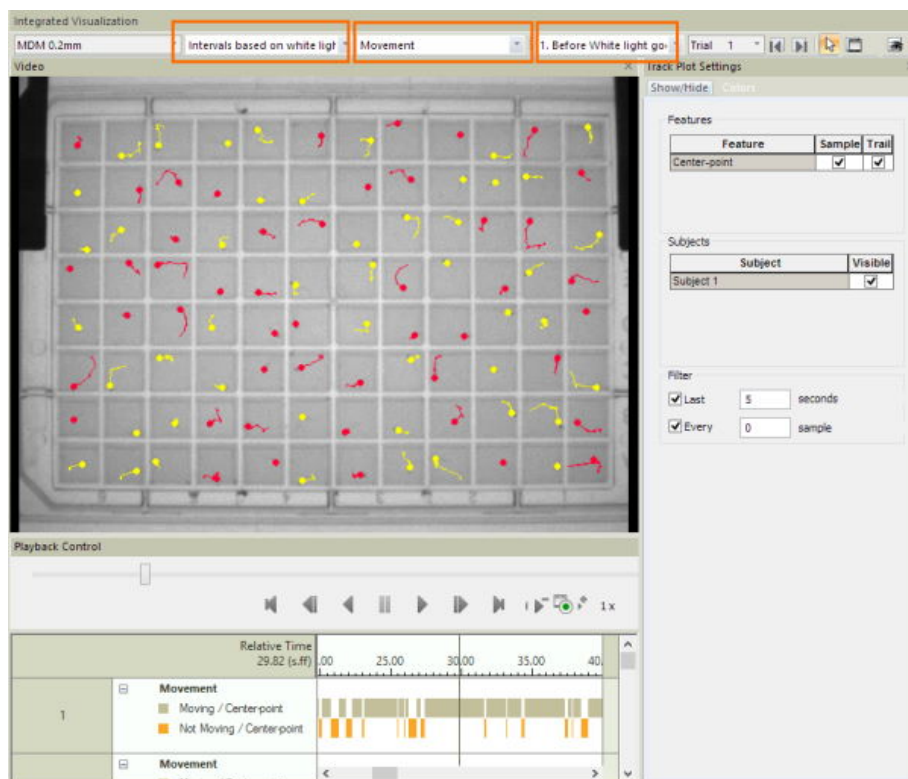 Integrated Visualization
MDM 0.2mm
Intervals based on white ligh
Movement
1. Before White light go
Trial 1
Video
Track Plot Settings
Show/Hide
Colors
Features
Feature Sample Trail
Center-point
Subjects
Subject Visible
Subject 1
Filter
Last 5 seconds
Every 0 sample
Playback Control
1x
Relative Time
29.82 (s.ff)
.00 25.00 30.00 35.00 40.
1
Movement
Moving / Center-point
Not Moving / Center-point
Movement